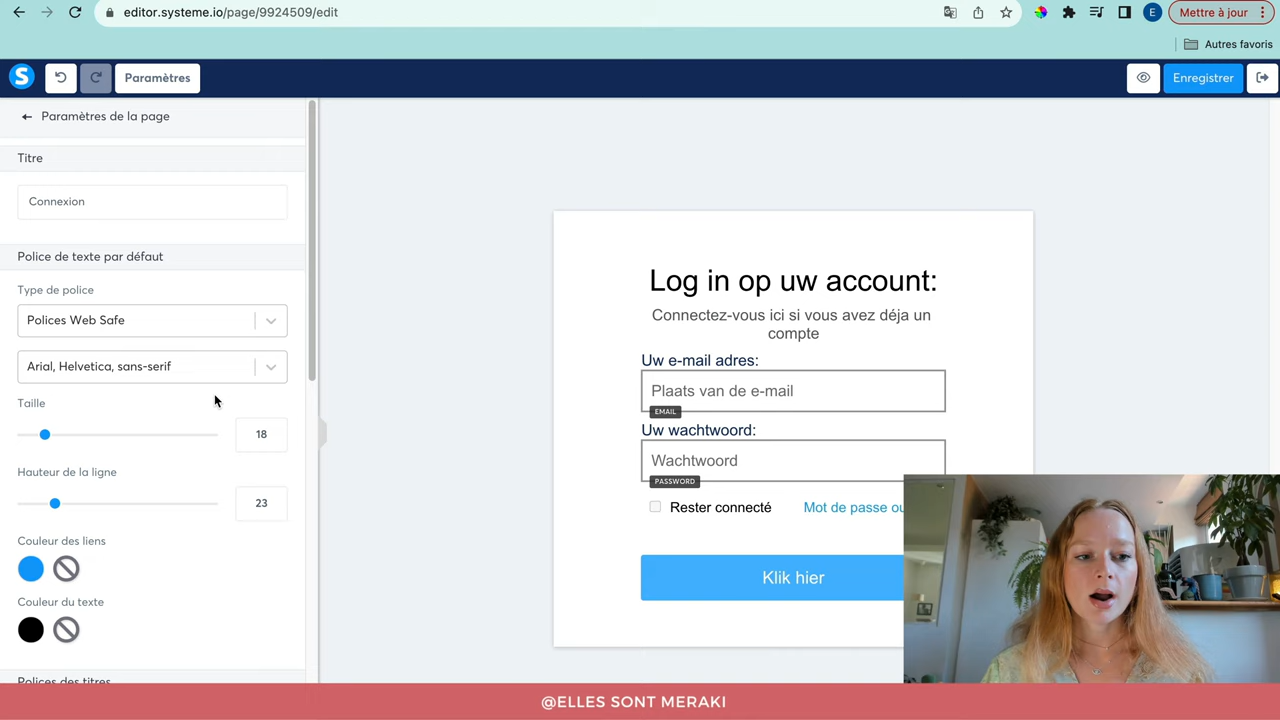 editor.systeme.io/page/9924509/edit
E
Mettre à jour
Autres favoris
S
Paramètres
Enregistrer
Paramètres de la page
Titre
Connexion
Police de texte par défaut
Type de police
Polices Web Safe
Arial, Helvetica, sans-serif
Taille
18
Hauteur de la ligne
23
Couleur des liens
Couleur du texte
Polices des titres
Log in op uw account:
Connectez-vous ici si vous avez déja un
compte
Uw e-mail adres:
Plaats van de e-mail
EMAIL
Uw wachtwoord:
Wachtwoord
PASSWORD
Rester connecté
Mot de passe ou
Klik hier
@ELLES SONT MERAKI